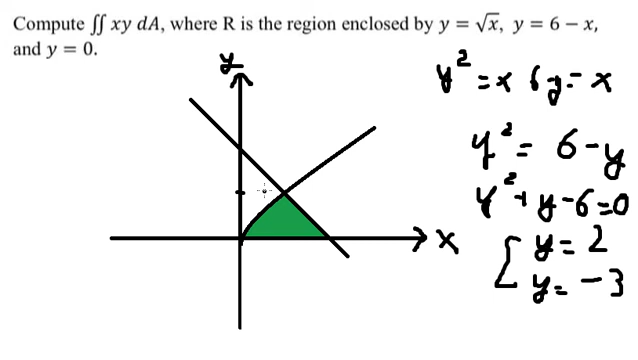 Compute ∬ xy dA, where R is the region enclosed by y = √x, y = 6 − x,
and y = 0.
y
y² = x 6y = x
y² = 6-y
y² + y - 6 = 0
x
[ y = 2
y = -3